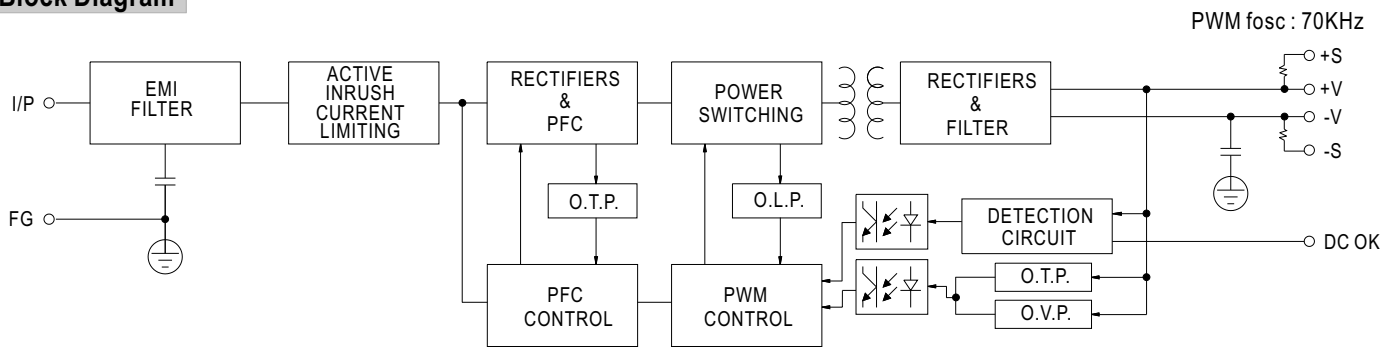 Block Diagram
PWM fosc : 70KHz
I/P
EMI
FILTER
ACTIVE
INRUSH
CURRENT
LIMITING
RECTIFIERS
&
PFC
POWER
SWITCHING
RECTIFIERS
&
FILTER
+S
+V
-V
-S
FG
O.T.P.
O.L.P.
DETECTION
CIRCUIT
DC OK
PFC
CONTROL
PWM
CONTROL
O.T.P.
O.V.P.